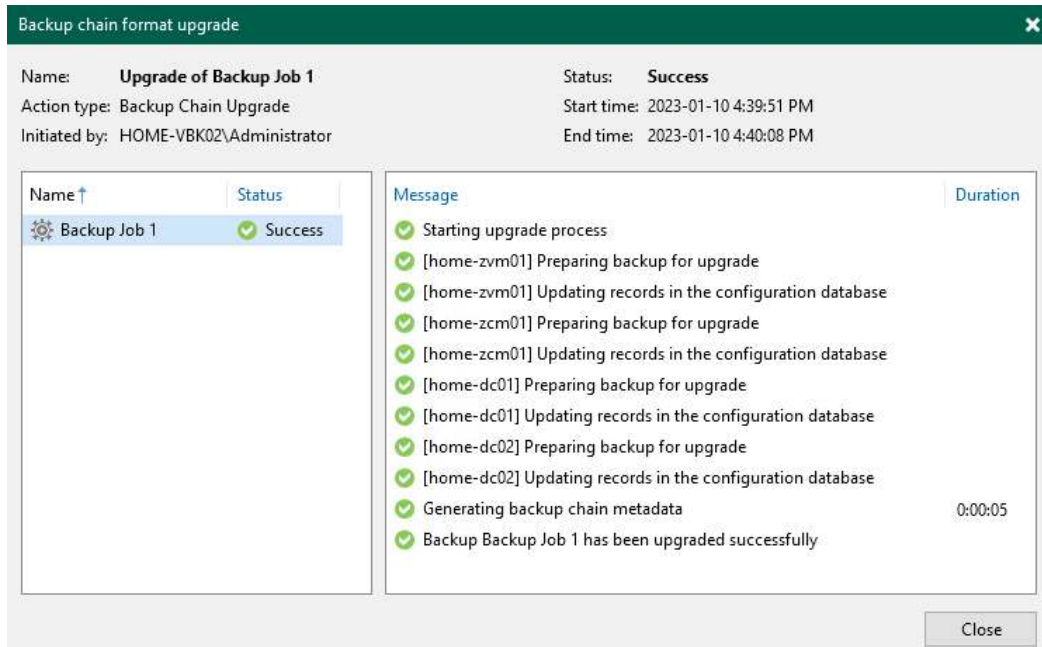 Backup chain format upgrade
Name: Upgrade of Backup Job 1
Action type: Backup Chain Upgrade
Initiated by: HOME-VBK02\Administrator
Status: Success
Start time: 2023-01-10 4:39:51 PM
End time: 2023-01-10 4:40:08 PM
Name Status
Backup Job 1 Success
Message Duration
Starting upgrade process
[home-zvm01] Preparing backup for upgrade
[home-zvm01] Updating records in the configuration database
[home-zcm01] Preparing backup for upgrade
[home-zcm01] Updating records in the configuration database
[home-dc01] Preparing backup for upgrade
[home-dc01] Updating records in the configuration database
[home-dc02] Preparing backup for upgrade
[home-dc02] Updating records in the configuration database
Generating backup chain metadata 0:00:05
Backup Backup Job 1 has been upgraded successfully
Close